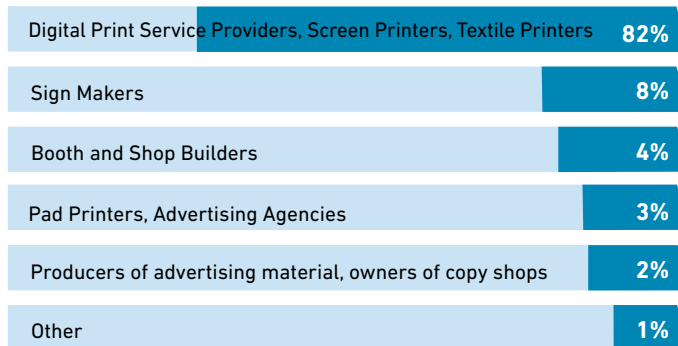 Digital Print Service Providers, Screen Printers, Textile Printers 82%
Sign Makers 8%
Booth and Shop Builders 4%
Pad Printers, Advertising Agencies 3%
Producers of advertising material, owners of copy shops 2%
Other 1%